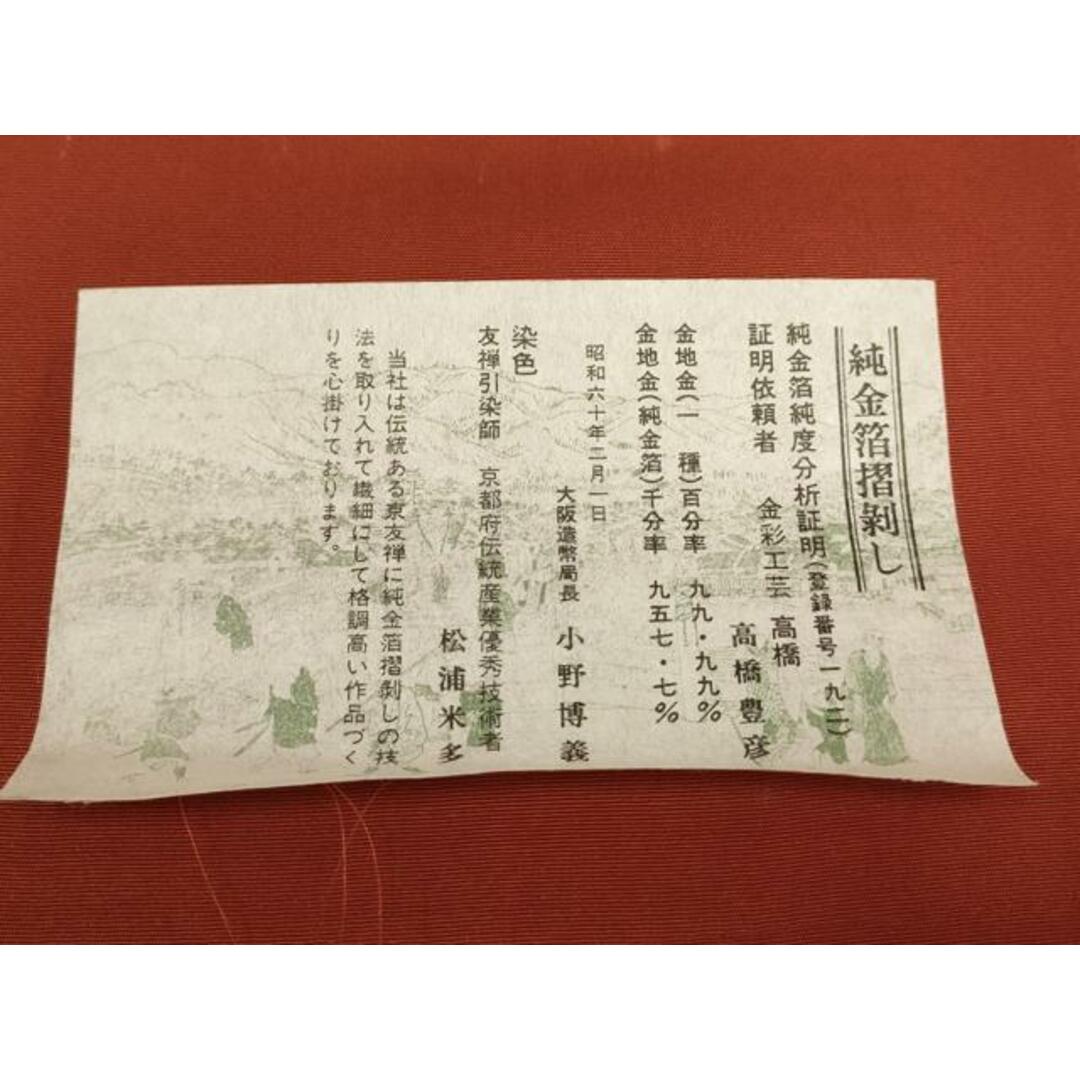 純金箔摺剝し
純金箔純度分析証明(登録番号一九二)
証明依頼者 金彩工芸 高橋
高橋豊彦
金地金(一 種)百分率 九九・九九%
金地金(純金箔)千分率 九五七・七%
昭和六十年二月一日
大阪造幣局長 小野博義
染色
友禅引染師 京都府伝統産業優秀技術者
松浦米多
当社は伝統ある京友禅に純金箔摺剝しの技
法を取り入れて繊細にして格調高い作品づく
りを心掛けております。